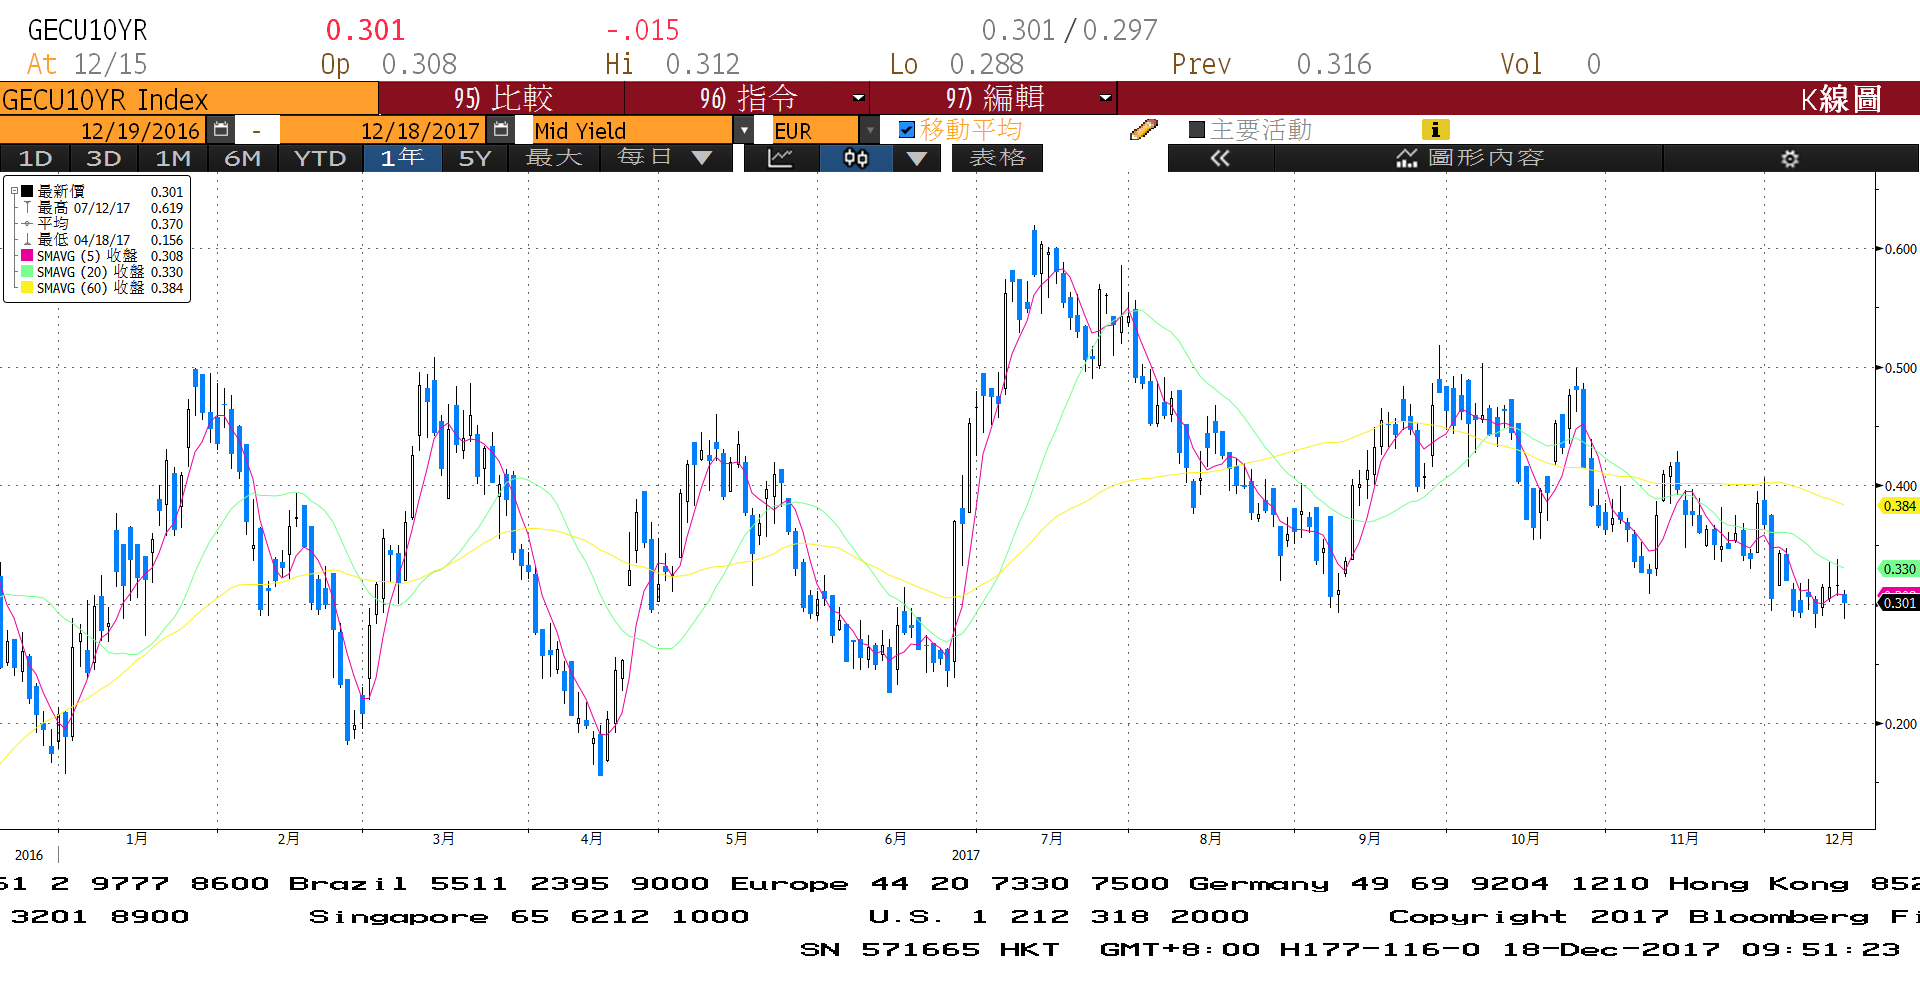 GECU10YR 0.301 -.015 0.301/0.297
At 12/15 Op 0.308 Hi 0.312 Lo 0.288 Prev 0.316 Vol 0
GECU10YR Index 95) 比較 96) 指令 97) 編輯 K線圖
12/19/2016 - 12/18/2017 Mid Yield EUR 移動平均 主要活動
1D 3D 1M 6M YTD 1年 5Y 最大 每日 表格 « 圖形內容
最新價 0.301
最高 07/12/17 0.619
平均 0.370
最低 04/18/17 0.156
SMAVG (5) 收盤 0.308
SMAVG (20) 收盤 0.330
SMAVG (60) 收盤 0.384
0.600
0.500
0.400
0.384
0.330
0.301
0.200
1月 2月 3月 4月 5月 6月 7月 8月 9月 10月 11月 12月
2016 2017
61 2 9777 8600 Brazil 5511 2395 9000 Europe 44 20 7330 7500 Germany 49 69 9204 1210 Hong Kong 852
3201 8900 Singapore 65 6212 1000 U.S. 1 212 318 2000 Copyright 2017 Bloomberg Fi
SN 571665 HKT GMT+8:00 H177-116-0 18-Dec-2017 09:51:23